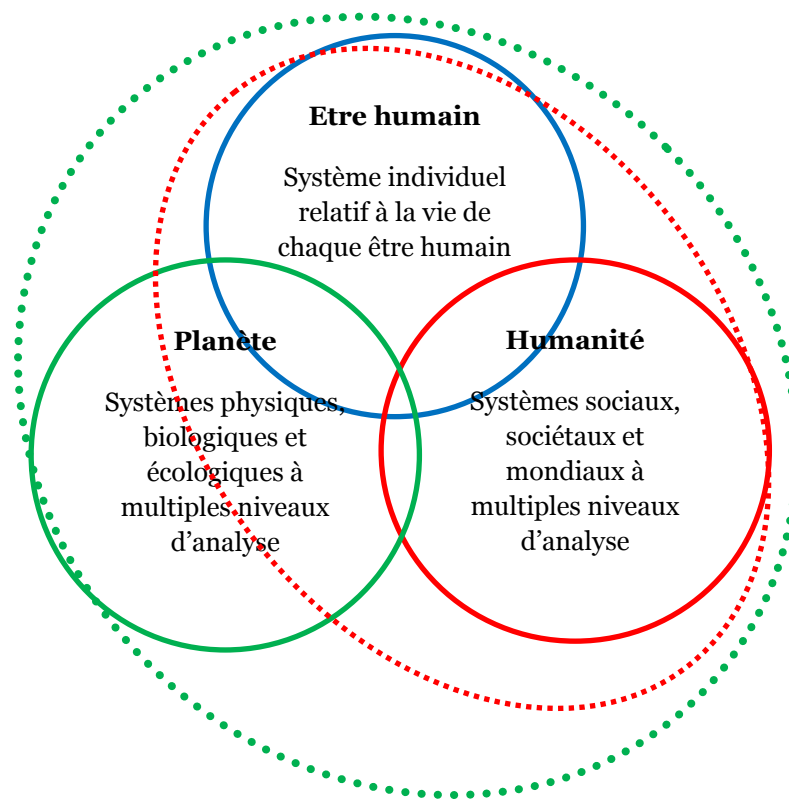 Etre humain
Système individuel
relatif à la vie de
chaque être humain
Planète
Systèmes physiques,
biologiques et
écologiques à
multiples niveaux
d’analyse
Humanité
Systèmes sociaux,
sociétaux et
mondiaux à
multiples niveaux
d’analyse